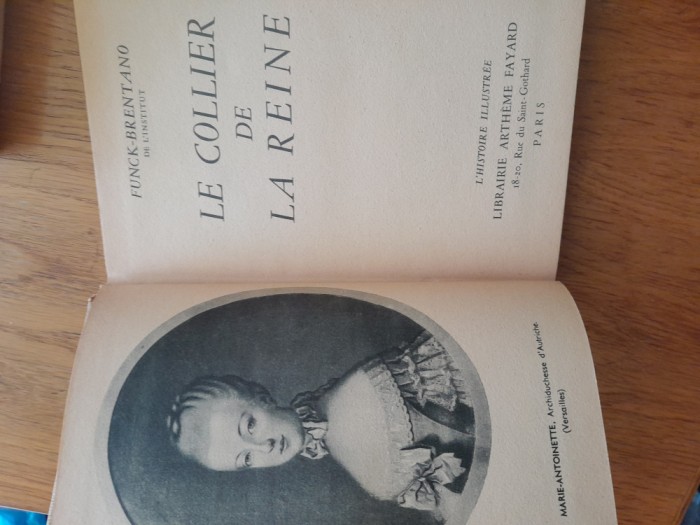 MARIE-ANTOINETTE, Archiduchesse d'Autriche
(Versailles)
FUNCK-BRENTANO
DE L'INSTITUT
LE COLLIER
DE
LA REINE
L'HISTOIRE ILLUSTRÉE
LIBRAIRIE ARTHÈME FAYARD
18-20, Rue du Saint-Gothard
PARIS